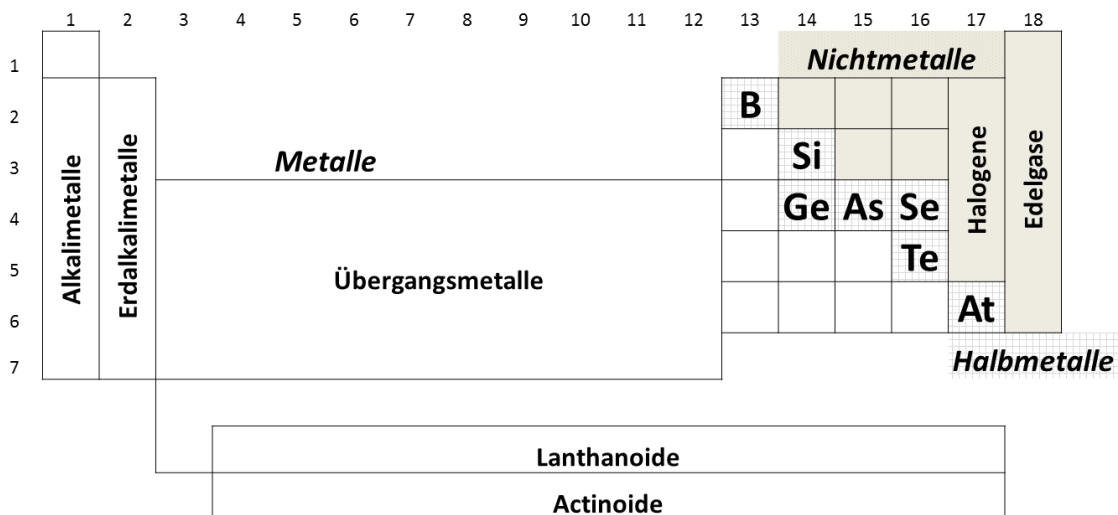 1 2 3 4 5 6 7 8 9 10 11 12 13 14 15 16 17 18
1 Nichtmetalle
2 B
3 Metalle Si
4 Ge As Se
5 Übergangsmetalle Te
6 At
7 Halbmetalle
Alkalimetalle
Erdalkalimetalle
Halogene
Edelgase
Lanthanoide
Actinoide